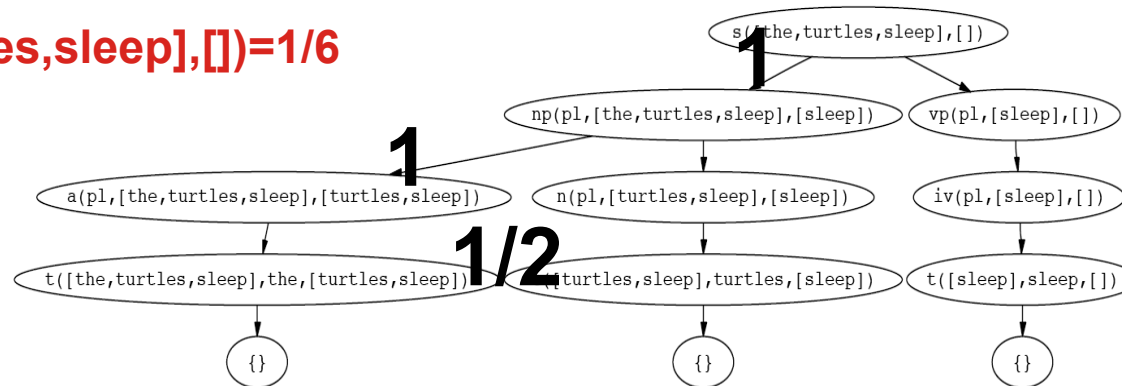 es,sleep],[])=1/6
s([the,turtles,sleep],[])
1
np(pl,[the,turtles,sleep],[sleep])
vp(pl,[sleep],[])
1
a(pl,[the,turtles,sleep],[turtles,sleep])
n(pl,[turtles,sleep],[sleep])
iv(pl,[sleep],[])
1/2
t([the,turtles,sleep],the,[turtles,sleep])
[turtles,sleep],turtles,[sleep])
t([sleep],sleep,[])
{}
{}
{}